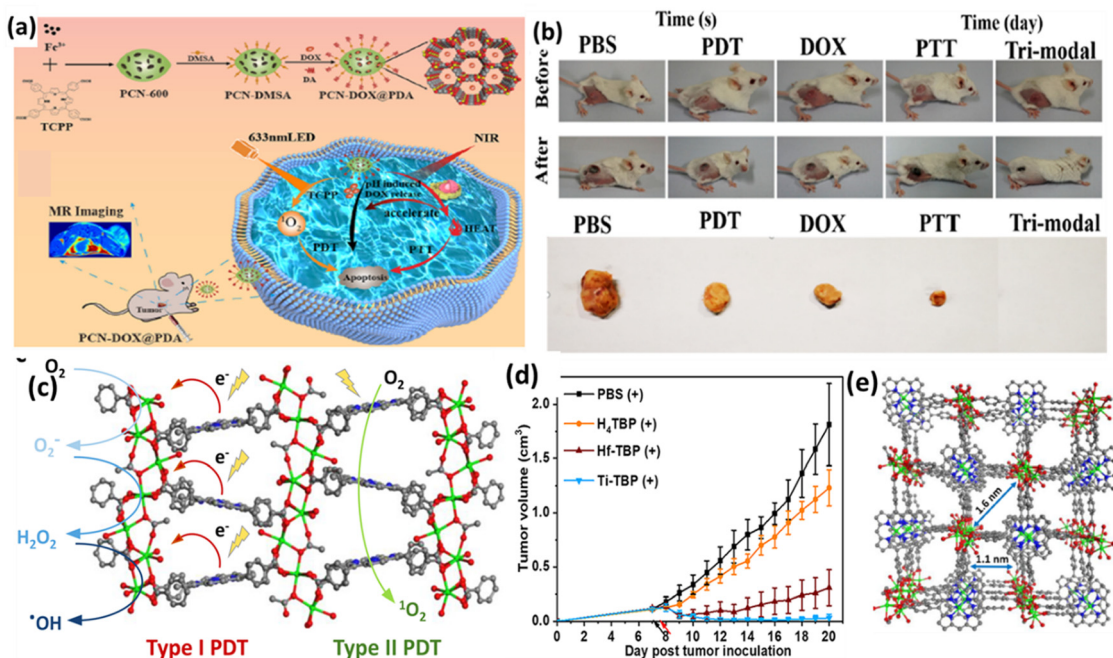 (a)
Fe³⁺
TCPP
DMSA
DOX
DA
PCN-600
PCN-DMSA
PCN-DOX@PDA
633nmLED
NIR
TCPP
pH induced
DOX release
accelerate
¹O₂
HEAT
PDT
PTT
Apoptosis
MR Imaging
Tumor
PCN-DOX@PDA
(b)
Time (s)
Time (day)
PBS
PDT
DOX
PTT
Tri-modal
Before
After
PBS
PDT
DOX
PTT
Tri-modal
(c)
O₂
e⁻
O₂
O₂⁻
e⁻
H₂O₂
e⁻
•OH
¹O₂
Type I PDT
Type II PDT
(d)
PBS (+)
H₄TBP (+)
Hf-TBP (+)
Ti-TBP (+)
Tumor volume (cm³)
2.0
1.5
1.0
0.5
0.0
0 2 4 6 8 10 12 14 16 18 20
Day post tumor inoculation
(e)
1.6 nm
1.1 nm